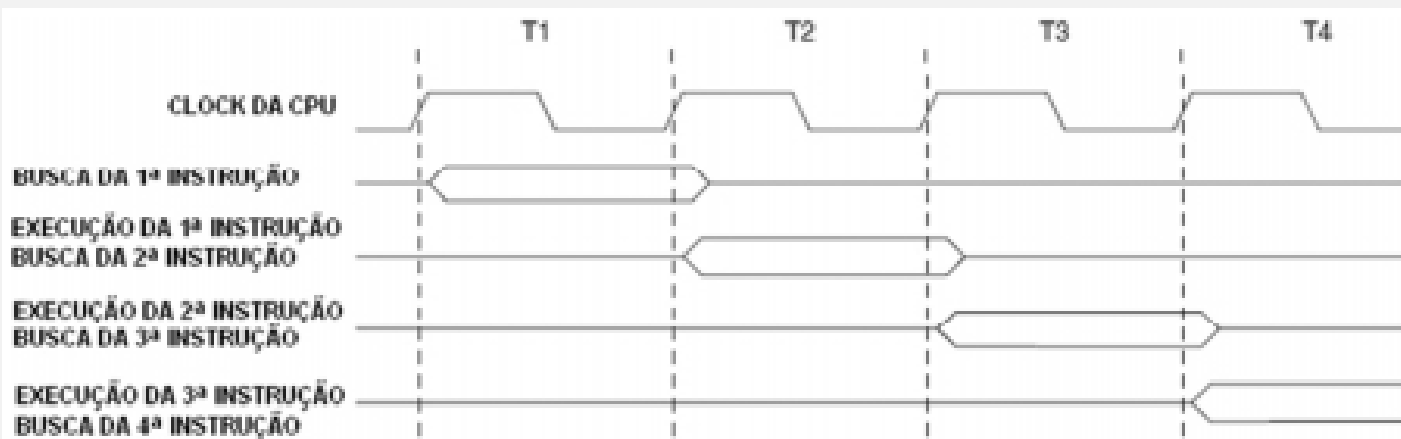 T1 T2 T3 T4
CLOCK DA CPU
BUSCA DA 1ª INSTRUÇÃO
EXECUÇÃO DA 1ª INSTRUÇÃO
BUSCA DA 2ª INSTRUÇÃO
EXECUÇÃO DA 2ª INSTRUÇÃO
BUSCA DA 3ª INSTRUÇÃO
EXECUÇÃO DA 3ª INSTRUÇÃO
BUSCA DA 4ª INSTRUÇÃO